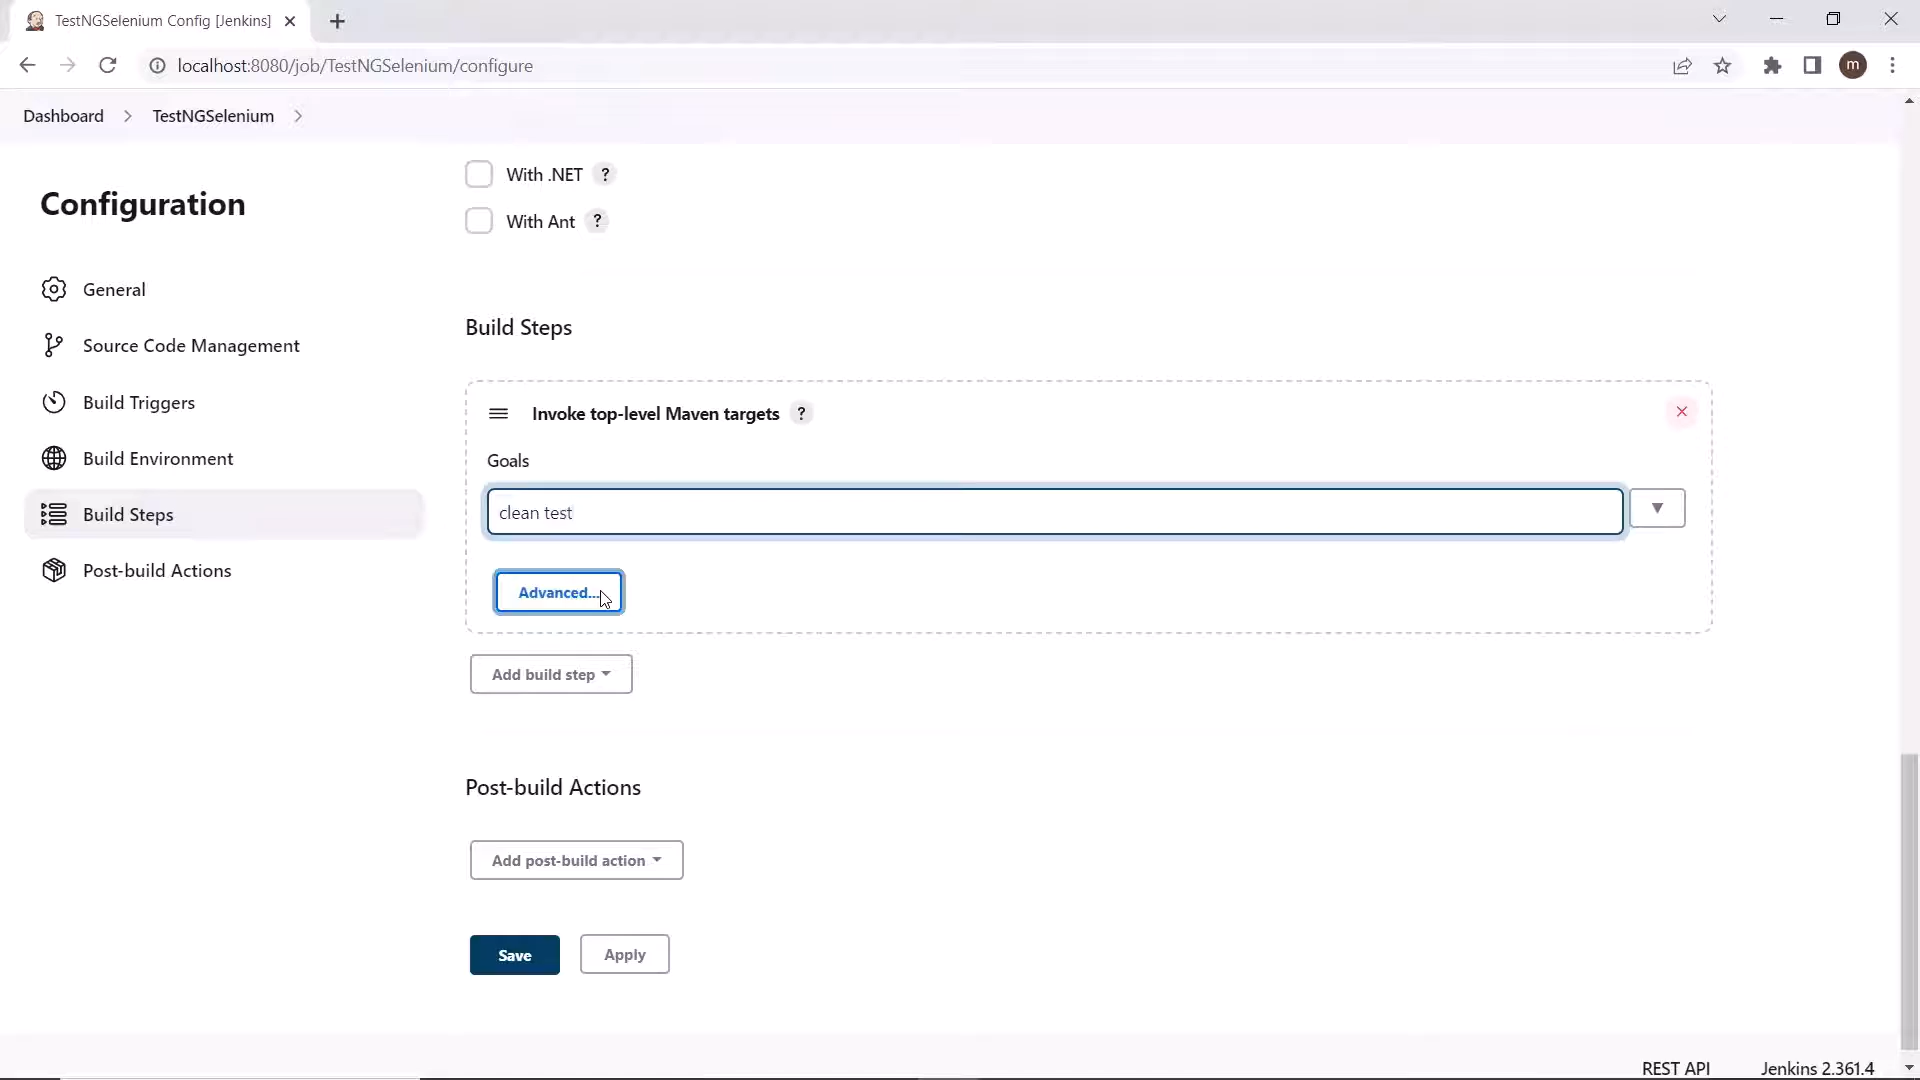 TestNGSelenium Config [Jenkins]
localhost:8080/job/TestNGSelenium/configure
m
Dashboard
TestNGSelenium
Configuration
General
Source Code Management
Build Triggers
Build Environment
Build Steps
Post-build Actions
With .NET ?
With Ant ?
Build Steps
Invoke top-level Maven targets ?
Goals
clean test
Advanced...
Add build step
Post-build Actions
Add post-build action
Save
Apply
REST API
Jenkins 2.361.4